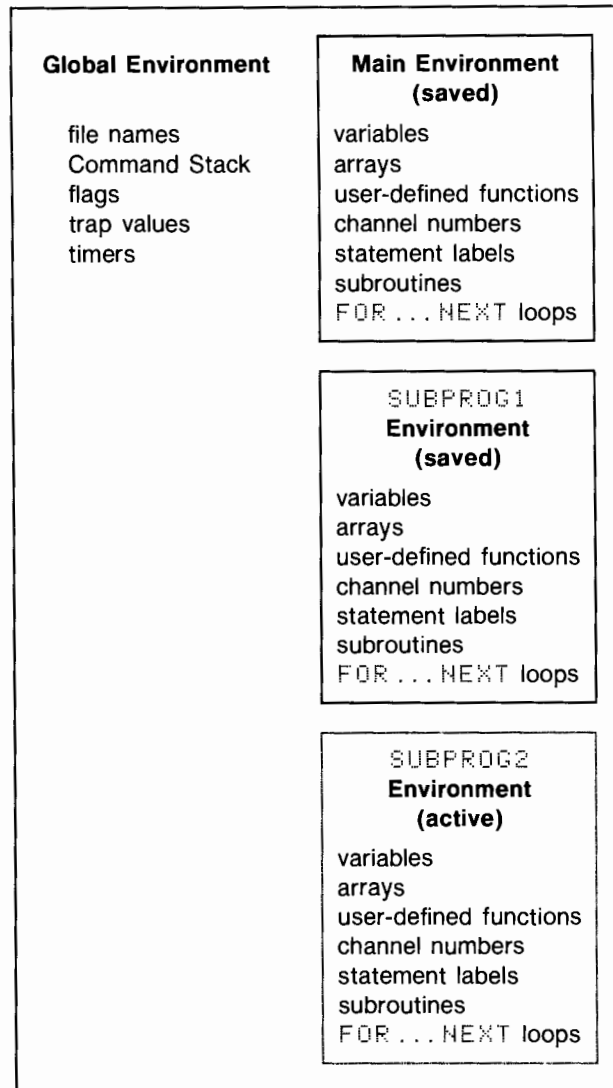 Global Environment
file names
Command Stack
flags
trap values
timers
Main Environment
(saved)
variables
arrays
user-defined functions
channel numbers
statement labels
subroutines
FOR ... NEXT loops
SUBPROG1
Environment
(saved)
variables
arrays
user-defined functions
channel numbers
statement labels
subroutines
FOR ... NEXT loops
SUBPROG2
Environment
(active)
variables
arrays
user-defined functions
channel numbers
statement labels
subroutines
FOR ... NEXT loops